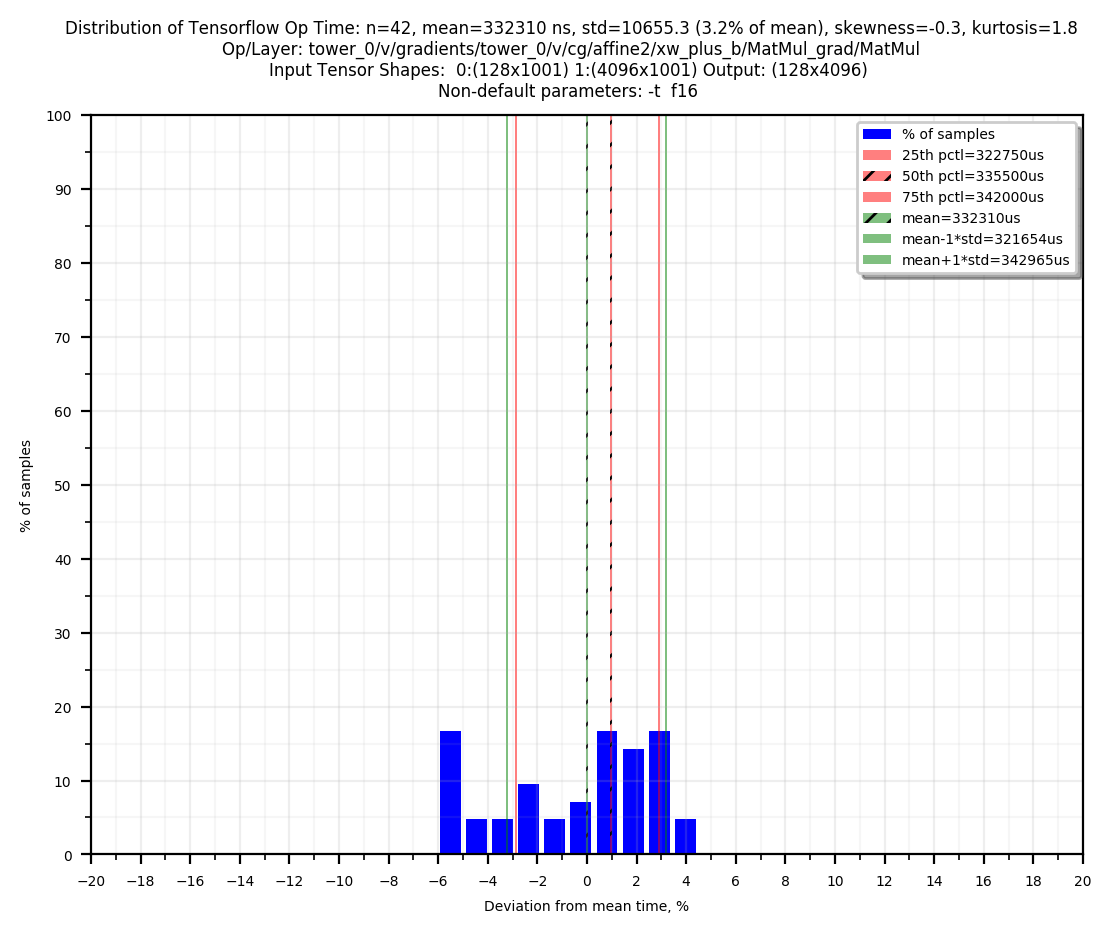 Distribution of Tensorflow Op Time: n=42, mean=332310 ns, std=10655.3 (3.2% of mean), skewness=-0.3, kurtosis=1.8
Op/Layer: tower_0/v/gradients/tower_0/v/cg/affine2/xw_plus_b/MatMul_grad/MatMul
Input Tensor Shapes:  0:(128x1001) 1:(4096x1001) Output: (128x4096)
Non-default parameters: -t  f16
% of samples
25th pctl=322750us
50th pctl=335500us
75th pctl=342000us
mean=332310us
mean-1*std=321654us
mean+1*std=342965us
% of samples
100
90
80
70
60
50
40
30
20
10
0
−20 −18 −16 −14 −12 −10 −8 −6 −4 −2 0 2 4 6 8 10 12 14 16 18 20
Deviation from mean time, %